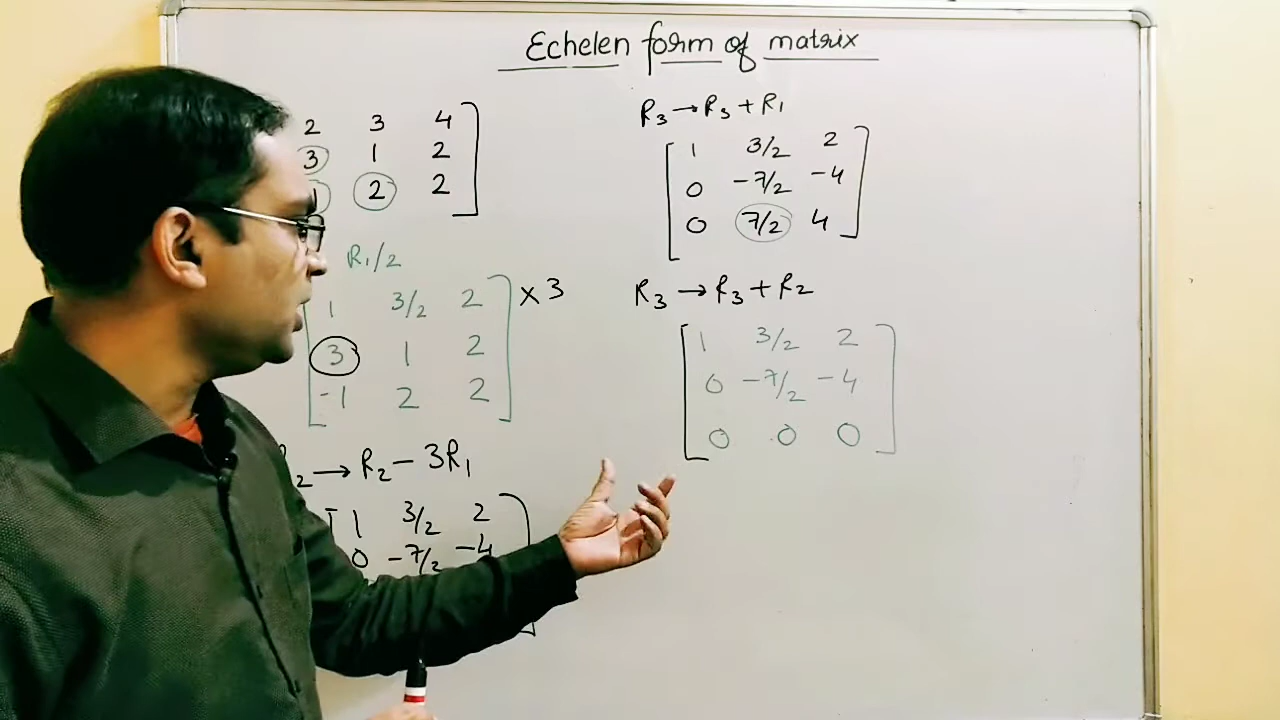 Echelen form of matrix
2 3 4
3 1 2
1 2 2
R₁/2
1 3/2 2
3 1 2
-1 2 2
× 3
₂ → R₂ - 3R₁
1 3/2 2
0 -7/2 -4
R₃ → R₃ + R₁
1 3/2 2
0 -7/2 -4
0 7/2 4
R₃ → R₃ + R₂
1 3/2 2
0 -7/2 -4
0 0 0